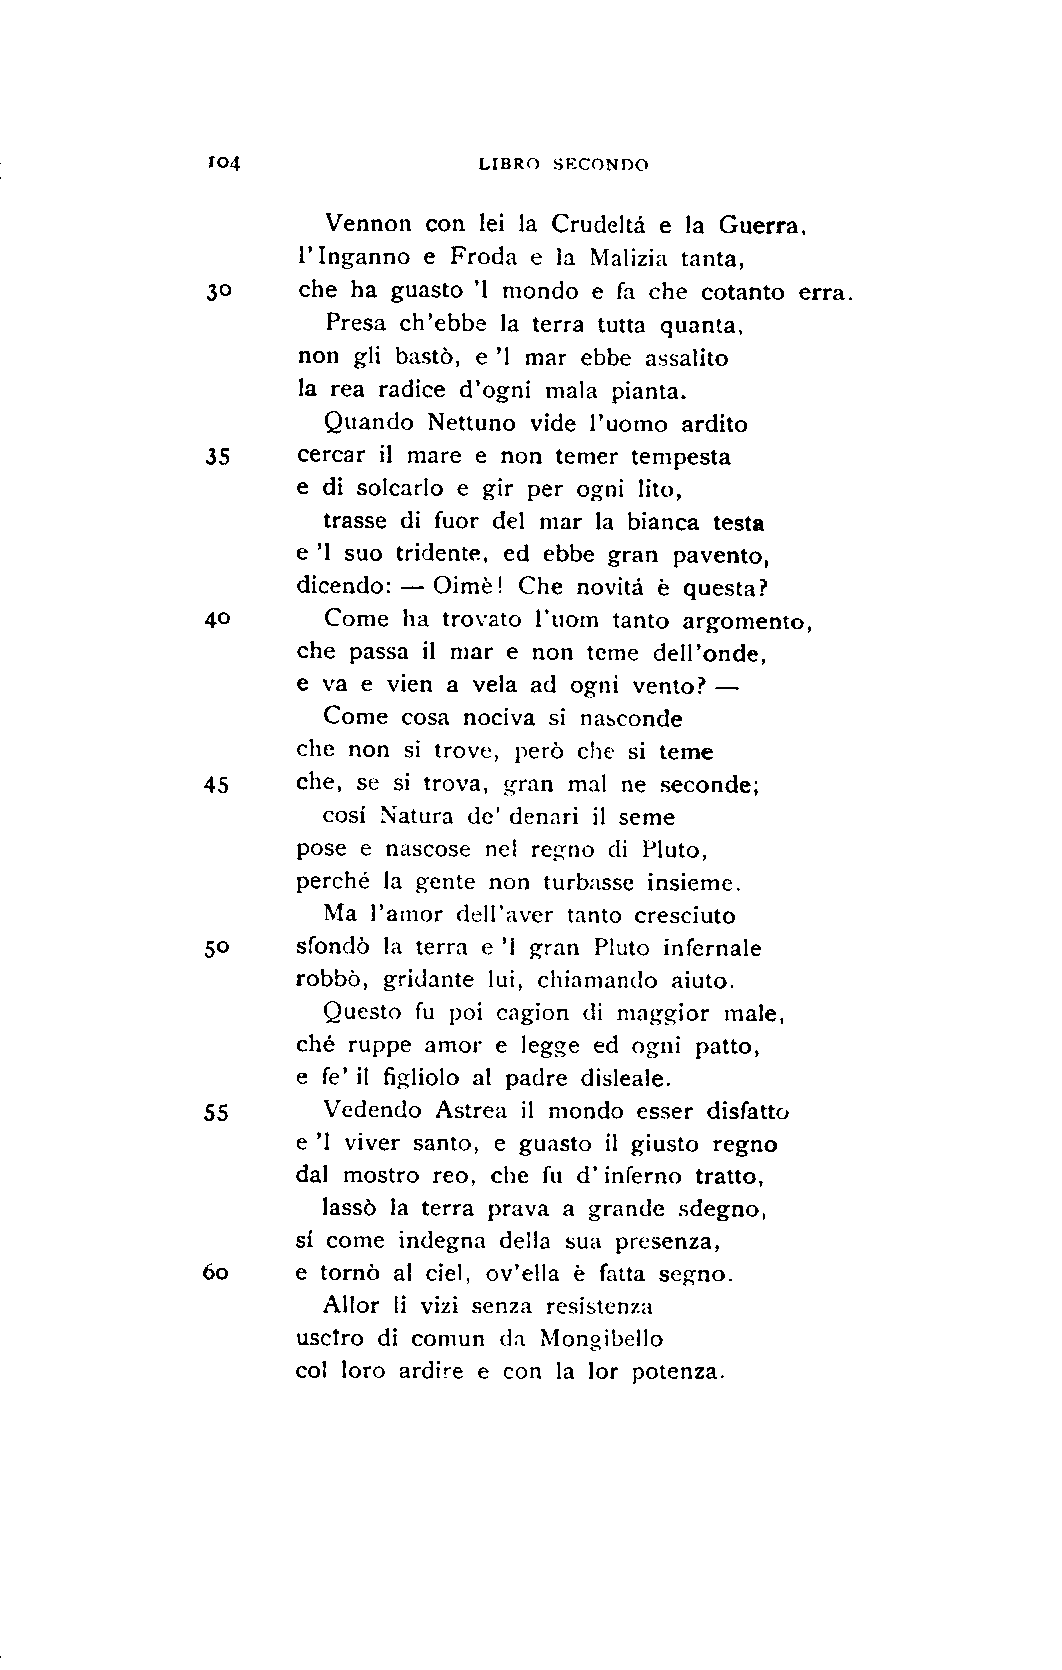 104 LIBRO SECONDO
Vennon con lei la Crudeltá e la Guerra,
l'Inganno e Froda e la Malizia tanta,
30 che ha guasto 'l mondo e fa che cotanto erra.
Presa ch'ebbe la terra tutta quanta,
non gli bastò, e 'l mar ebbe assalito
la rea radice d'ogni mala pianta.
Quando Nettuno vide l'uomo ardito
35 cercar il mare e non temer tempesta
e di solcarlo e gir per ogni lito,
trasse di fuor del mar la bianca testa
e 'l suo tridente, ed ebbe gran pavento,
dicendo: — Oimè! Che novitá è questa?
40 Come ha trovato l'uom tanto argomento,
che passa il mar e non teme dell'onde,
e va e vien a vela ad ogni vento? —
Come cosa nociva si nasconde
che non si trove, però che si teme
45 che, se si trova, gran mal ne seconde;
cosí Natura de' denari il seme
pose e nascose nel regno di Pluto,
perché la gente non turbasse insieme.
Ma l'amor dell'aver tanto cresciuto
50 sfondò la terra e 'l gran Pluto infernale
robbò, gridante lui, chiamando aiuto.
Questo fu poi cagion di maggior male,
ché ruppe amor e legge ed ogni patto,
e fe' il figliolo al padre disleale.
55 Vedendo Astrea il mondo esser disfatto
e 'l viver santo, e guasto il giusto regno
dal mostro reo, che fu d'inferno tratto,
lassò la terra prava a grande sdegno,
sí come indegna della sua presenza,
60 e tornò al ciel, ov'ella è fatta segno.
Allor li vizi senza resistenza
uscîro di comun da Mongibello
col loro ardire e con la lor potenza.